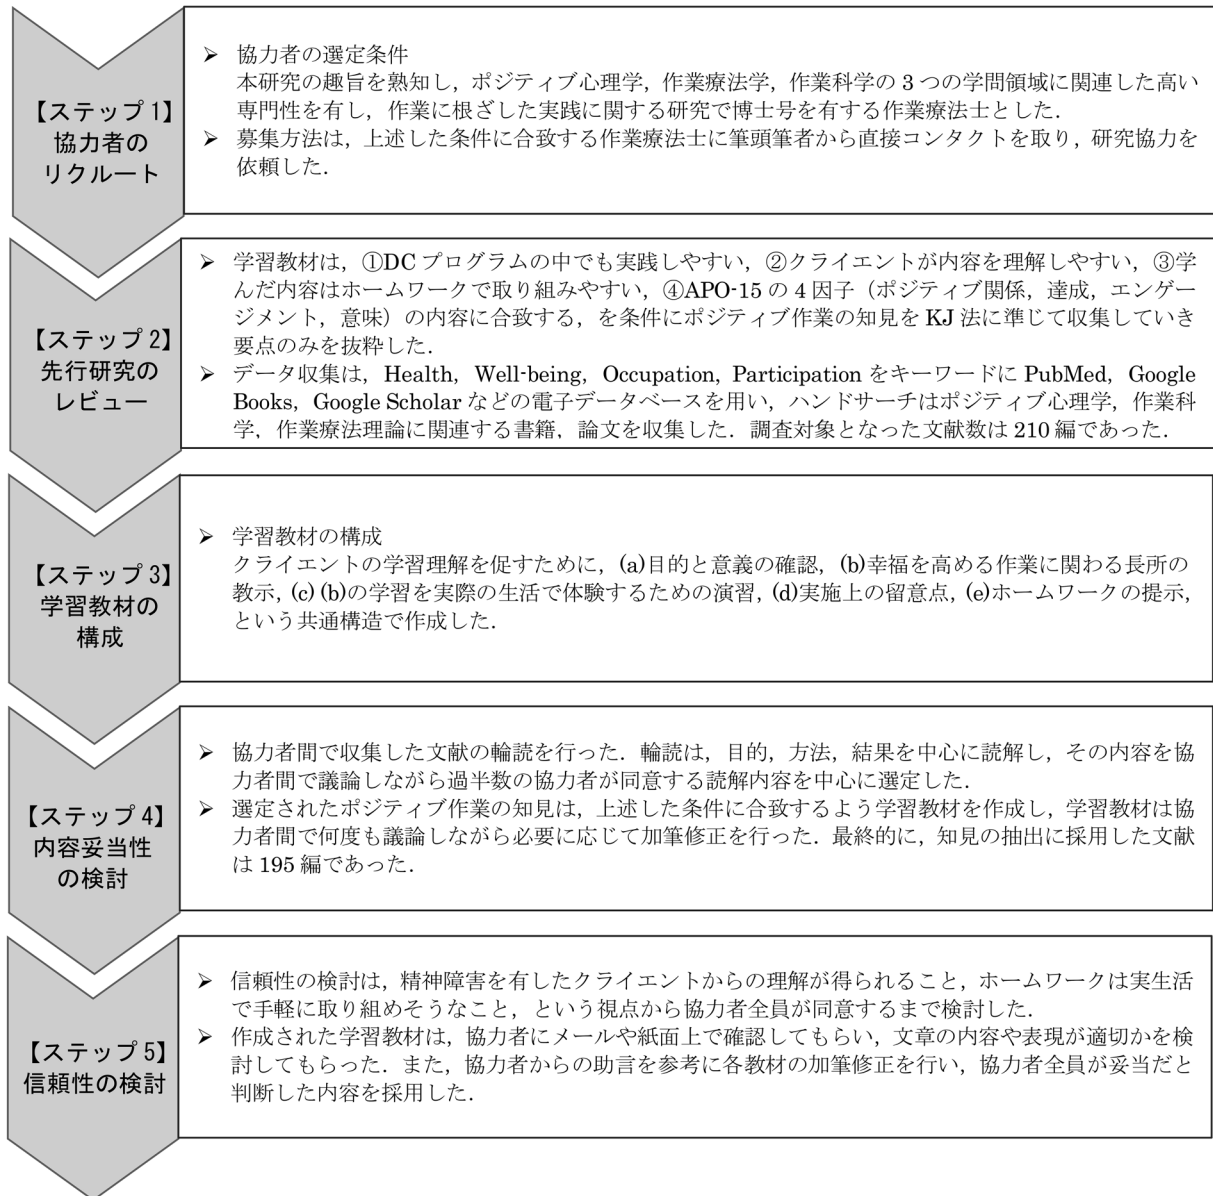 【ステップ1】
協力者の
リクルート
➢ 協力者の選定条件
本研究の趣旨を熟知し，ポジティブ心理学，作業療法学，作業科学の 3 つの学問領域に関連した高い
専門性を有し，作業に根ざした実践に関する研究で博士号を有する作業療法士とした．
➢ 募集方法は，上述した条件に合致する作業療法士に筆頭筆者から直接コンタクトを取り，研究協力を
依頼した．
【ステップ2】
先行研究の
レビュー
➢ 学習教材は，①DC プログラムの中でも実践しやすい，②クライエントが内容を理解しやすい，③学
んだ内容はホームワークで取り組みやすい，④APO-15 の 4 因子（ポジティブ関係，達成，エンゲー
ジメント，意味）の内容に合致する，を条件にポジティブ作業の知見を KJ 法に準じて収集していき
要点のみを抜粋した．
➢ データ収集は，Health，Well-being，Occupation, Participation をキーワードに PubMed，Google
Books，Google Scholar などの電子データベースを用い，ハンドサーチはポジティブ心理学，作業科
学，作業療法理論に関連する書籍，論文を収集した．調査対象となった文献数は 210 編であった．
【ステップ3】
学習教材の
構成
➢ 学習教材の構成
クライエントの学習理解を促すために，(a)目的と意義の確認，(b)幸福を高める作業に関わる長所の
教示，(c) (b)の学習を実際の生活で体験するための演習，(d)実施上の留意点，(e)ホームワークの提示，
という共通構造で作成した．
【ステップ4】
内容妥当性
の検討
➢ 協力者間で収集した文献の輪読を行った．輪読は，目的，方法，結果を中心に読解し，その内容を協
力者間で議論しながら過半数の協力者が同意する読解内容を中心に選定した．
➢ 選定されたポジティブ作業の知見は，上述した条件に合致するよう学習教材を作成し，学習教材は協
力者間で何度も議論しながら必要に応じて加筆修正を行った．最終的に，知見の抽出に採用した文献
は 195 編であった．
【ステップ5】
信頼性の検討
➢ 信頼性の検討は，精神障害を有したクライエントからの理解が得られること，ホームワークは実生活
で手軽に取り組めそうなこと，という視点から協力者全員が同意するまで検討した．
➢ 作成された学習教材は，協力者にメールや紙面上で確認してもらい，文章の内容や表現が適切かを検
討してもらった．また，協力者からの助言を参考に各教材の加筆修正を行い，協力者全員が妥当だと
判断した内容を採用した．